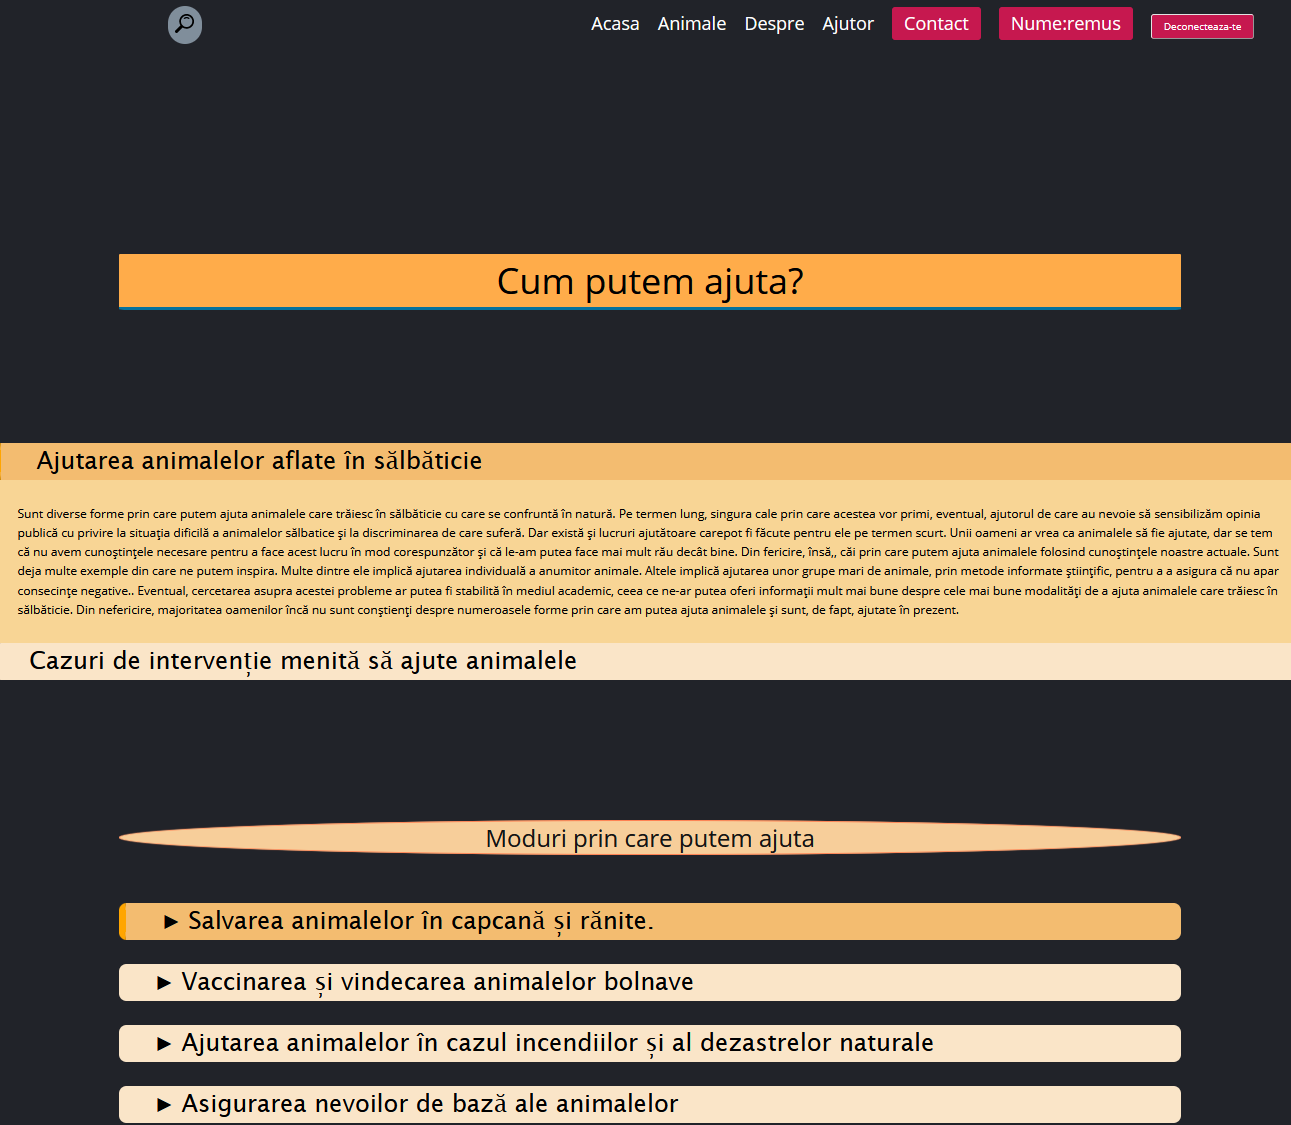 Acasa Animale Despre Ajutor Contact Nume:remus Deconecteaza-te
Cum putem ajuta?
Ajutarea animalelor aflate în sălbăticie
Sunt diverse forme prin care putem ajuta animalele care trăiesc în sălbăticie cu care se confruntă în natură. Pe termen lung, singura cale prin care acestea vor primi, eventual, ajutorul de care au nevoie să sensibilizăm opinia
publică cu privire la situația dificilă a animalelor sălbatice și la discriminarea de care suferă. Dar există și lucruri ajutătoare carepot fi făcute pentru ele pe termen scurt. Unii oameni ar vrea ca animalele să fie ajutate, dar se tem
că nu avem cunoștințele necesare pentru a face acest lucru în mod corespunzător și că le-am putea face mai mult rău decât bine. Din fericire, însă,, căi prin care putem ajuta animalele folosind cunoștințele noastre actuale. Sunt
deja multe exemple din care ne putem inspira. Multe dintre ele implică ajutarea individuală a anumitor animale. Altele implică ajutarea unor grupe mari de animale, prin metode informate științific, pentru a a asigura că nu apar
consecințe negative.. Eventual, cercetarea asupra acestei probleme ar putea fi stabilită în mediul academic, ceea ce ne-ar putea oferi informații mult mai bune despre cele mai bune modalități de a ajuta animalele care trăiesc în
sălbăticie. Din nefericire, majoritatea oamenilor încă nu sunt conștienți despre numeroasele forme prin care am putea ajuta animalele și sunt, de fapt, ajutate în prezent.
Cazuri de intervenție menită să ajute animalele
Moduri prin care putem ajuta
► Salvarea animalelor în capcană și rănite.
► Vaccinarea și vindecarea animalelor bolnave
► Ajutarea animalelor în cazul incendiilor și al dezastrelor naturale
► Asigurarea nevoilor de bază ale animalelor